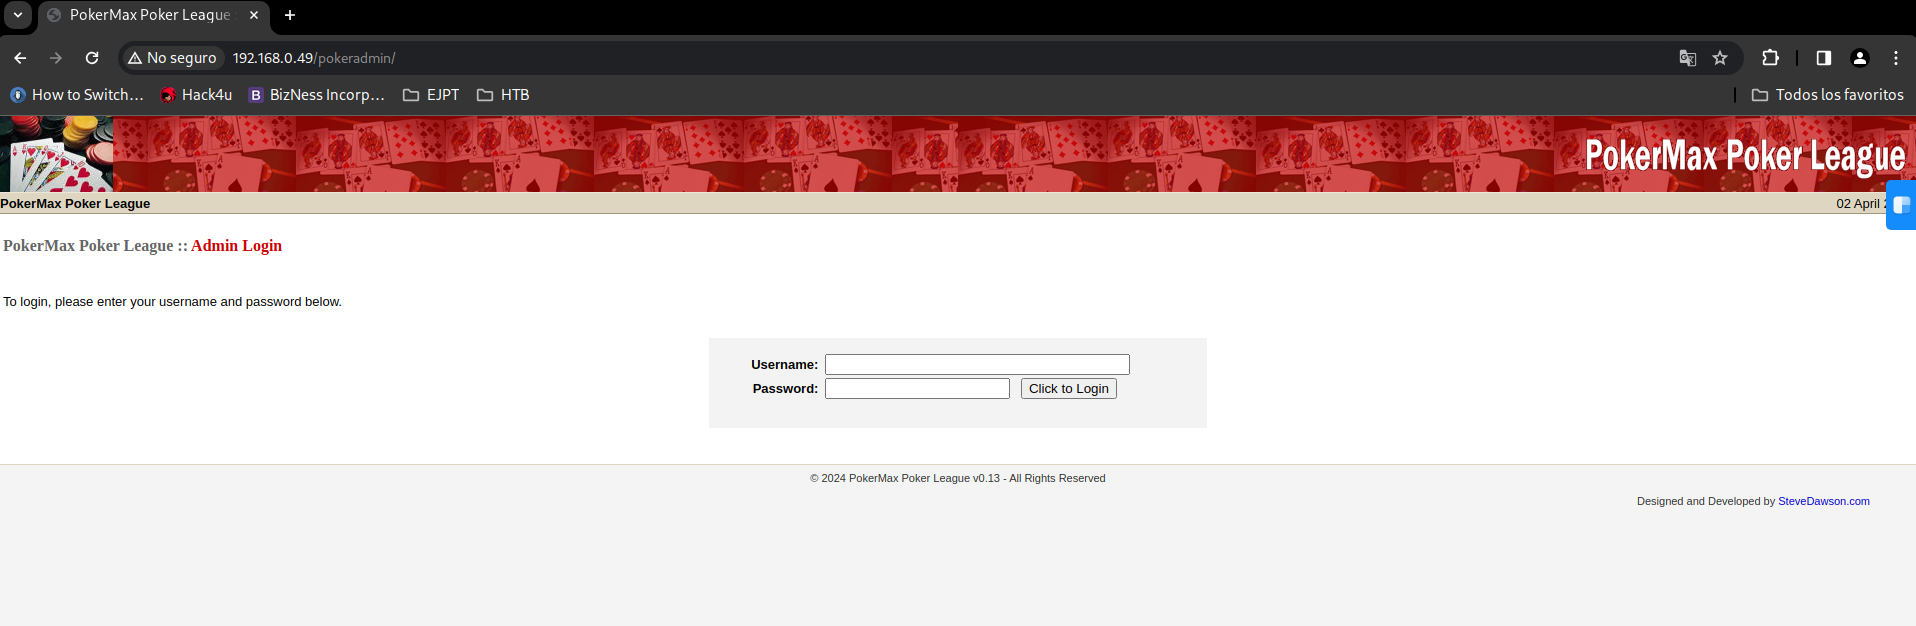 PokerMax Poker League
No seguro 192.168.0.49/pokeradmin/
How to Switch… Hack4u BizNess Incorp… EJPT HTB Todos los favoritos
PokerMax Poker League
PokerMax Poker League 02 April
PokerMax Poker League :: Admin Login
To login, please enter your username and password below.
Username:
Password: Click to Login
© 2024 PokerMax Poker League v0.13 - All Rights Reserved
Designed and Developed by SteveDawson.com